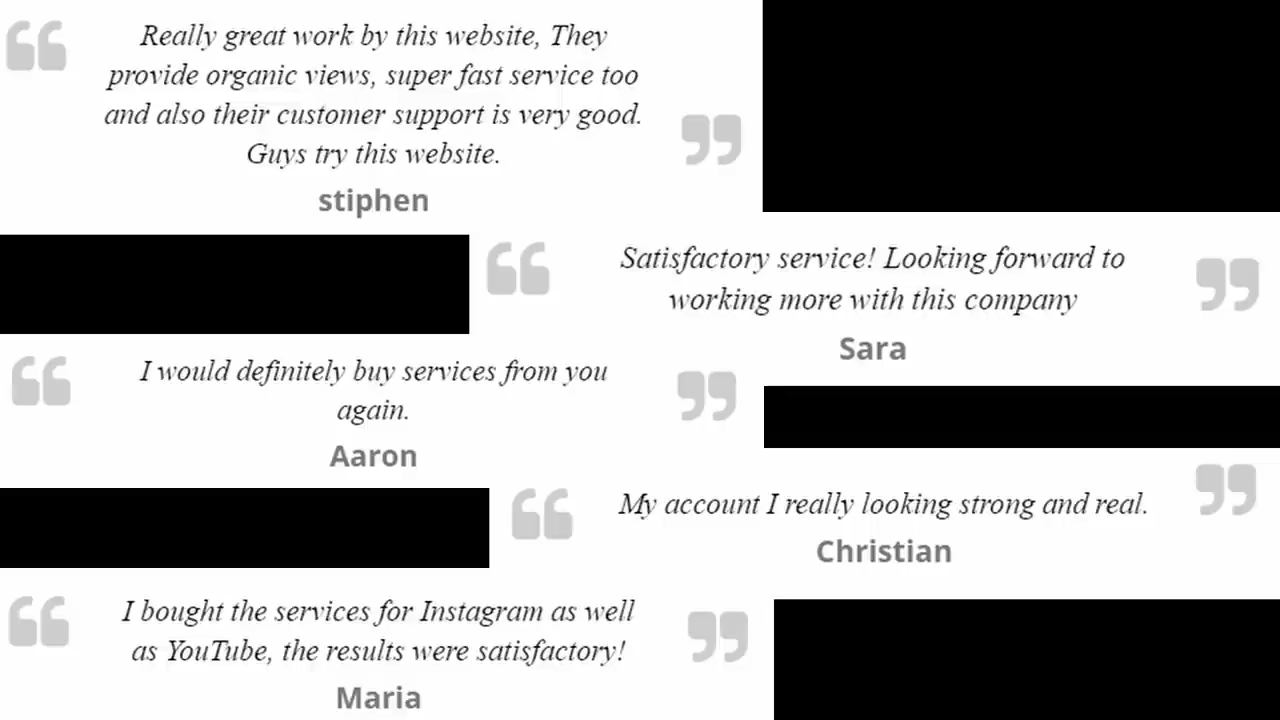 Really great work by this website, They
provide organic views, super fast service too
and also their customer support is very good.
Guys try this website.
stiphen
Satisfactory service! Looking forward to
working more with this company
Sara
I would definitely buy services from you
again.
Aaron
My account I really looking strong and real.
Christian
I bought the services for Instagram as well
as YouTube, the results were satisfactory!
Maria